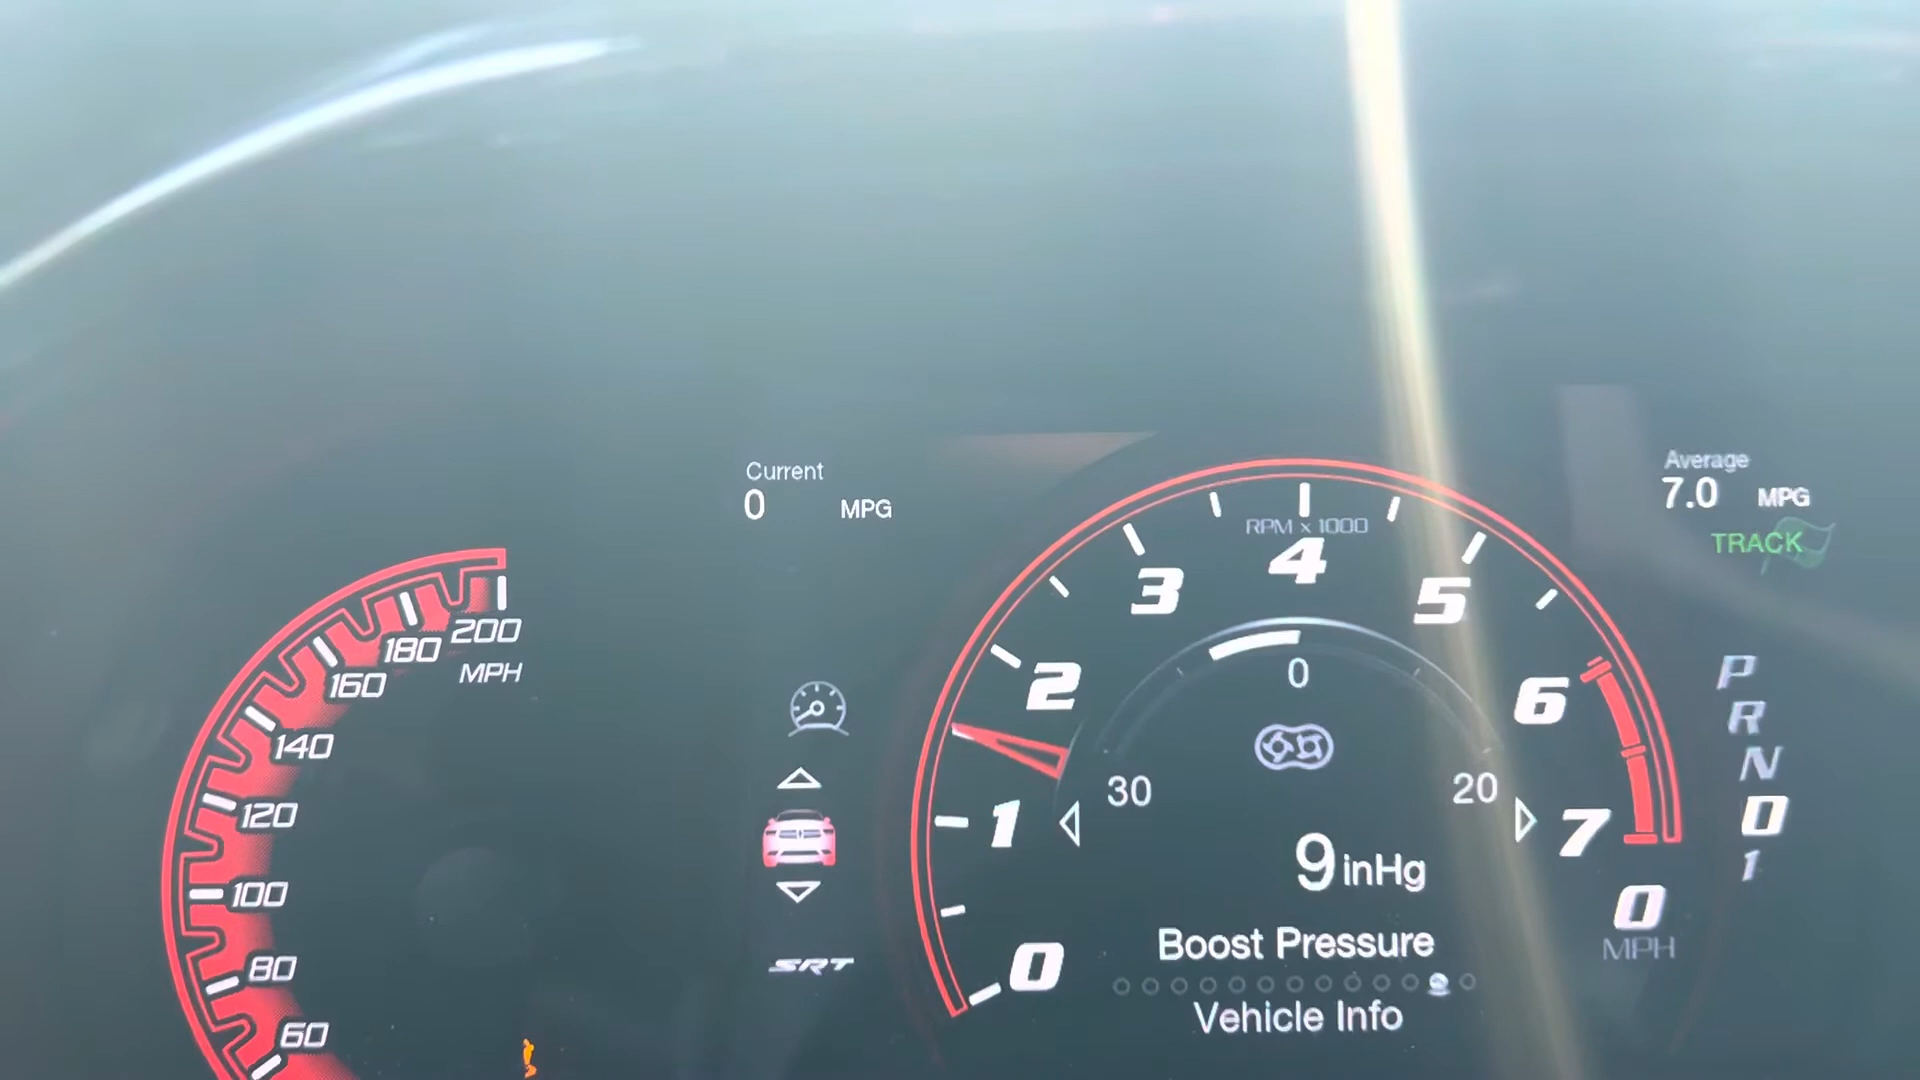 Current
0 MPG
Average
7.0 MPG
TRACK
200
180
160
140
120
100
80
60
MPH
SRT
RPM x 1000
0
1
2
3
4
5
6
7
0
30
20
9 inHg
Boost Pressure
Vehicle Info
P
R
N
D
1
0
MPH